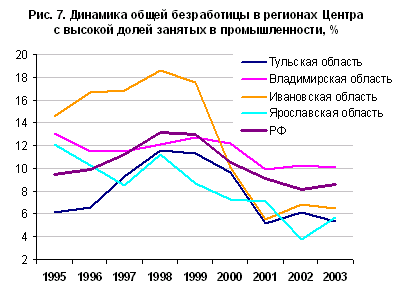 Рис. 7. Динамика общей безработицы в регионах Центра
с высокой долей занятых в промышленности, %
20
18
16
14
12
10
8
6
4
2
Тульская область
Владимирская область
Ивановская область
Ярославская область
РФ
1995 1996 1997 1998 1999 2000 2001 2002 2003